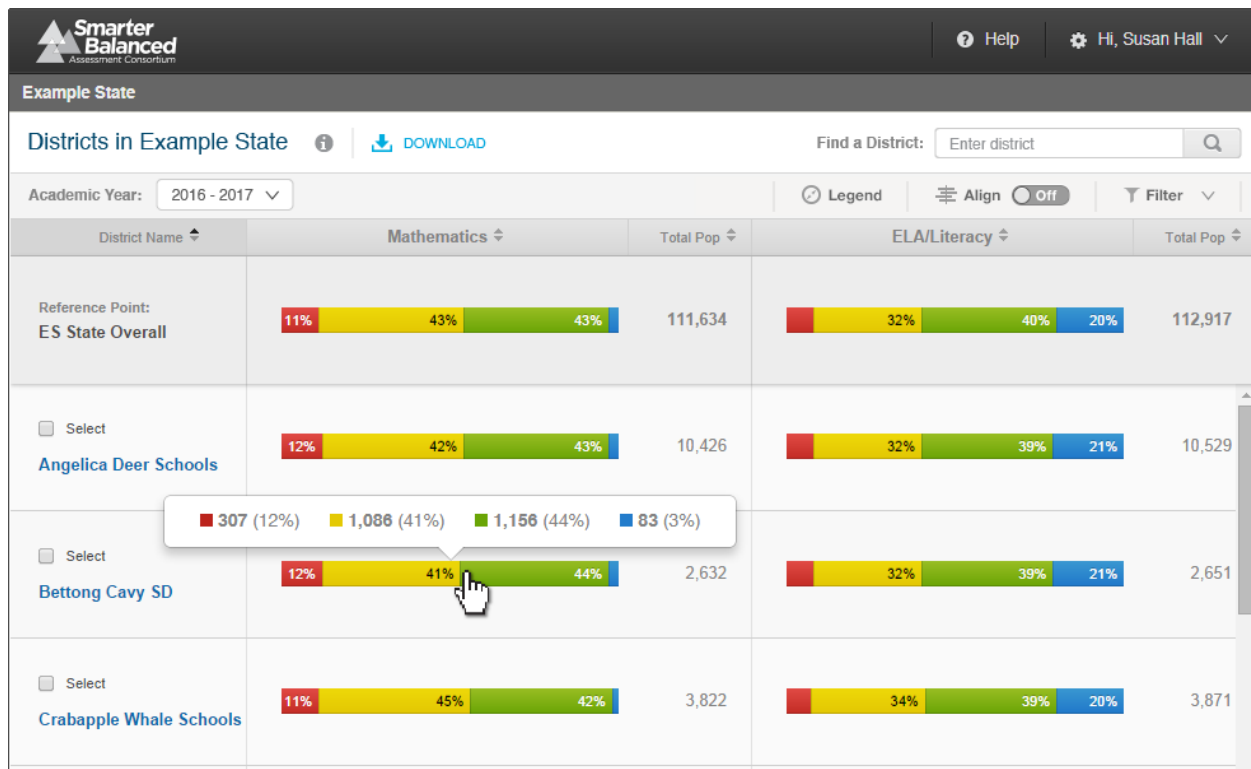 Smarter
Balanced
Assessment Consortium
Help
Hi, Susan Hall
Example State
Districts in Example State
DOWNLOAD
Find a District:
Enter district
Academic Year:
2016 - 2017
Legend
Align
Off
Filter
District Name
Mathematics
Total Pop
ELA/Literacy
Total Pop
Reference Point:
ES State Overall
11% 43% 43%
111,634
32% 40% 20%
112,917
Select
Angelica Deer Schools
12% 42% 43%
10,426
32% 39% 21%
10,529
307 (12%) 1,086 (41%) 1,156 (44%) 83 (3%)
Select
Bettong Cavy SD
12% 41% 44%
2,632
32% 39% 21%
2,651
Select
Crabapple Whale Schools
11% 45% 42%
3,822
34% 39% 20%
3,871